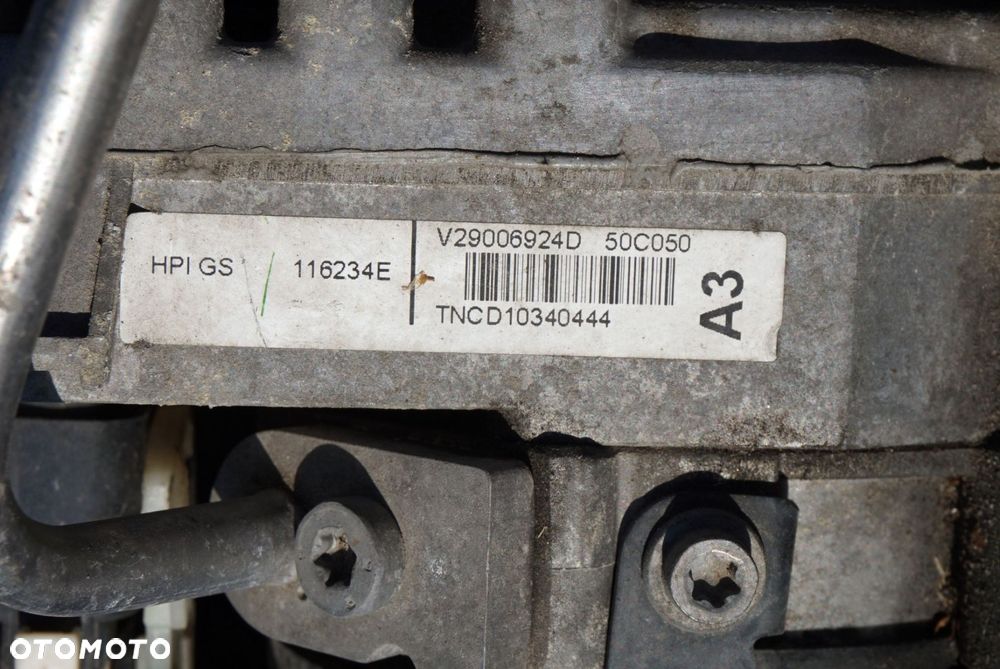 HPI GS 116234E
V29006924D 50C050
TNCD10340444
A3
OTOMOTO